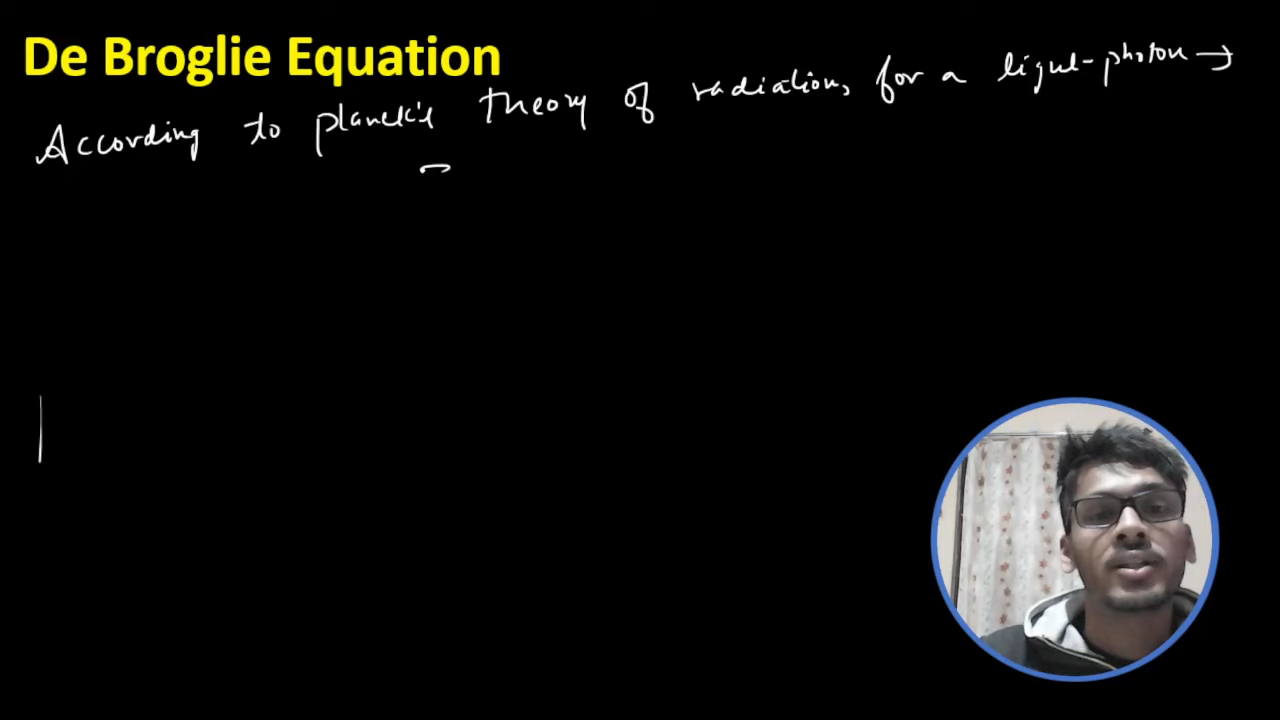 De Broglie Equation
According to planck's theory of radiation, for a light-photon →